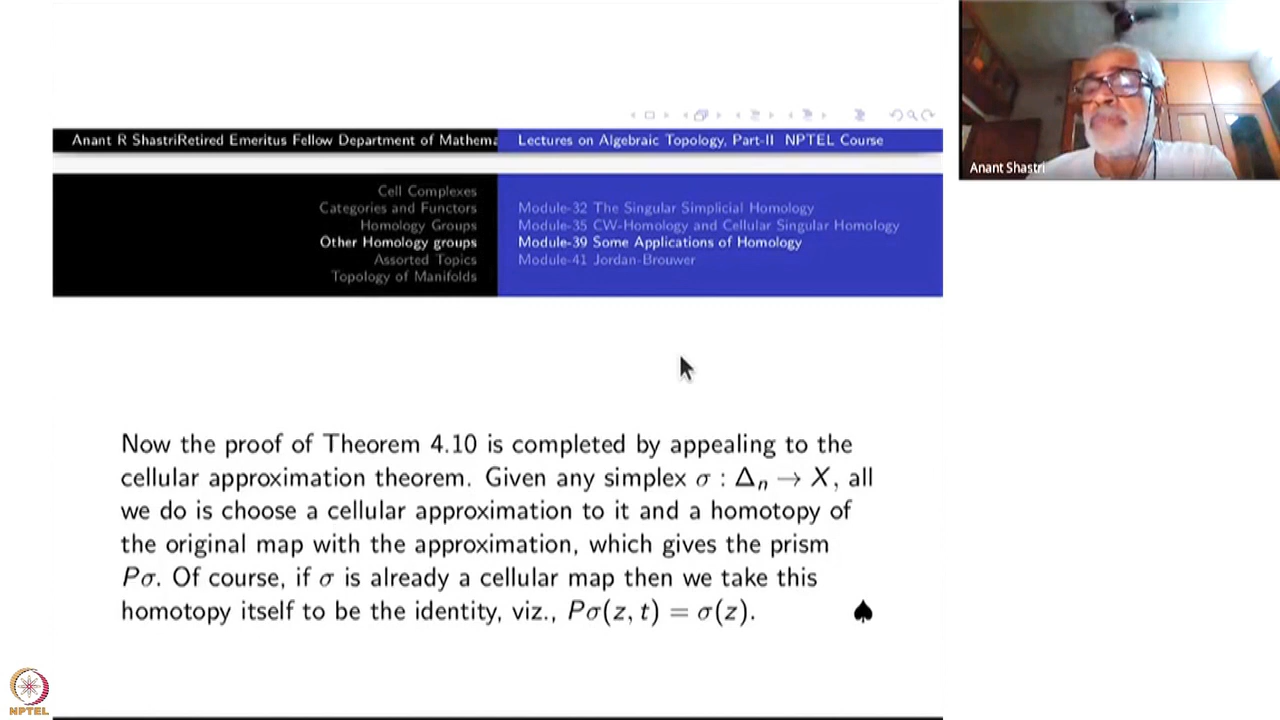 Anant R ShastriRetired Emeritus Fellow Department of Mathema
Lectures on Algebraic Topology, Part-II NPTEL Course
Cell Complexes
Categories and Functors
Homology Groups
Other Homology groups
Assorted Topics
Topology of Manifolds
Module-32 The Singular Simplicial Homology
Module-35 CW-Homology and Cellular Singular Homology
Module-39 Some Applications of Homology
Module-41 Jordan-Brouwer
Anant Shastri
Now the proof of Theorem 4.10 is completed by appealing to the
cellular approximation theorem. Given any simplex σ : Δₙ → X, all
we do is choose a cellular approximation to it and a homotopy of
the original map with the approximation, which gives the prism
Pσ. Of course, if σ is already a cellular map then we take this
homotopy itself to be the identity, viz., Pσ(z, t) = σ(z). ♠
NPTEL